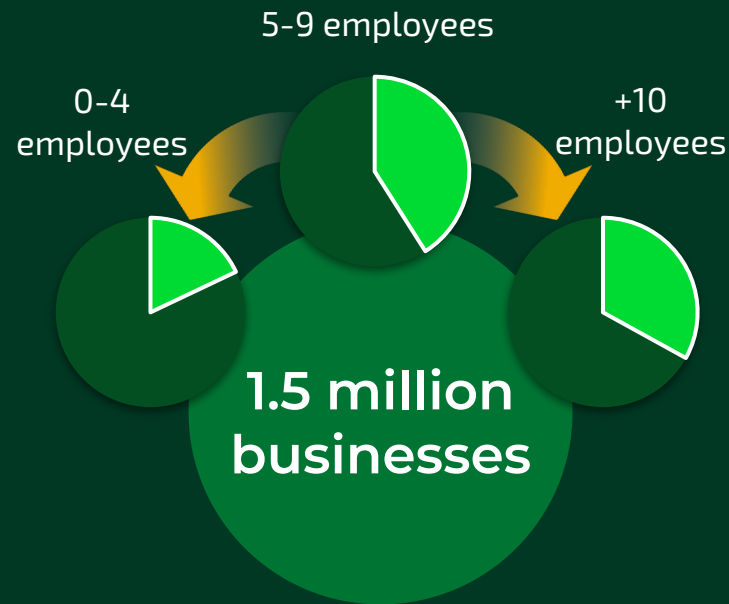 5-9 employees
0-4
employees
+10
employees
1.5 million
businesses